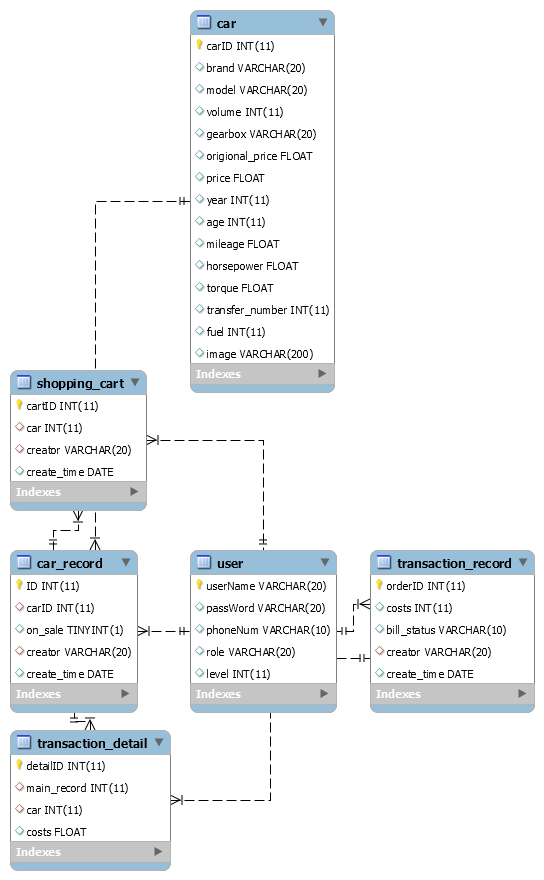 car
carID INT(11)
brand VARCHAR(20)
model VARCHAR(20)
volume INT(11)
gearbox VARCHAR(20)
origional_price FLOAT
price FLOAT
year INT(11)
age INT(11)
mileage FLOAT
horsepower FLOAT
torque FLOAT
transfer_number INT(11)
fuel INT(11)
image VARCHAR(200)
Indexes
shopping_cart
cartID INT(11)
car INT(11)
creator VARCHAR(20)
create_time DATE
Indexes
car_record
ID INT(11)
carID INT(11)
on_sale TINYINT(1)
creator VARCHAR(20)
create_time DATE
Indexes
user
userName VARCHAR(20)
passWord VARCHAR(20)
phoneNum VARCHAR(10)
role VARCHAR(20)
level INT(11)
Indexes
transaction_record
orderID INT(11)
costs INT(11)
bill_status VARCHAR(10)
creator VARCHAR(20)
create_time DATE
Indexes
transaction_detail
detailID INT(11)
main_record INT(11)
car INT(11)
costs FLOAT
Indexes